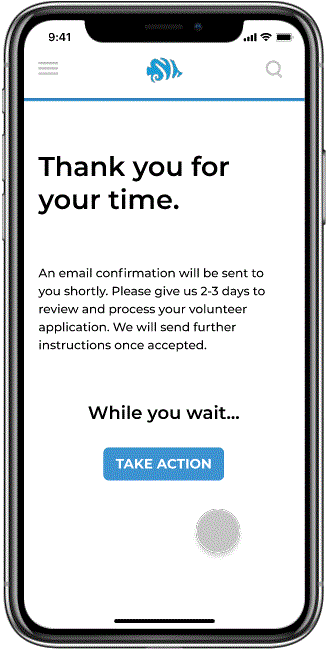 9:41
Thank you for
your time.
An email confirmation will be sent to
you shortly. Please give us 2-3 days to
review and process your volunteer
application. We will send further
instructions once accepted.
While you wait...
TAKE ACTION